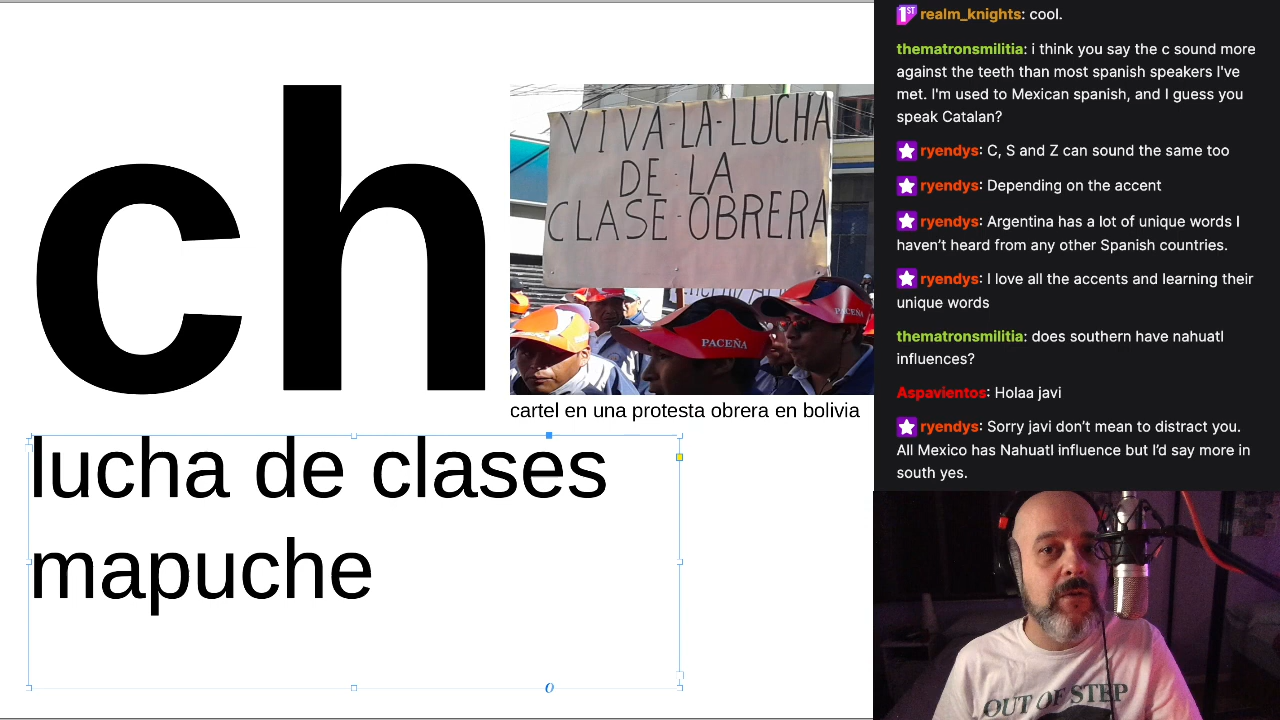 ch
VIVA-LA-LUCHA
DE LA
CLASE-OBRERA
PACEÑA
PACEÑA
cartel en una protesta obrera en bolivia
lucha de clases
mapuche
1ST realm_knights: cool.
thematronsmilitia: i think you say the c sound more
against the teeth than most spanish speakers I've
met. I'm used to Mexican spanish, and I guess you
speak Catalan?
ryendys: C, S and Z can sound the same too
ryendys: Depending on the accent
ryendys: Argentina has a lot of unique words I
haven't heard from any other Spanish countries.
ryendys: I love all the accents and learning their
unique words
thematronsmilitia: does southern have nahuatl
influences?
Aspavientos: Holaa javi
ryendys: Sorry javi don't mean to distract you.
All Mexico has Nahuatl influence but I'd say more in
south yes.
OUT OF STEP